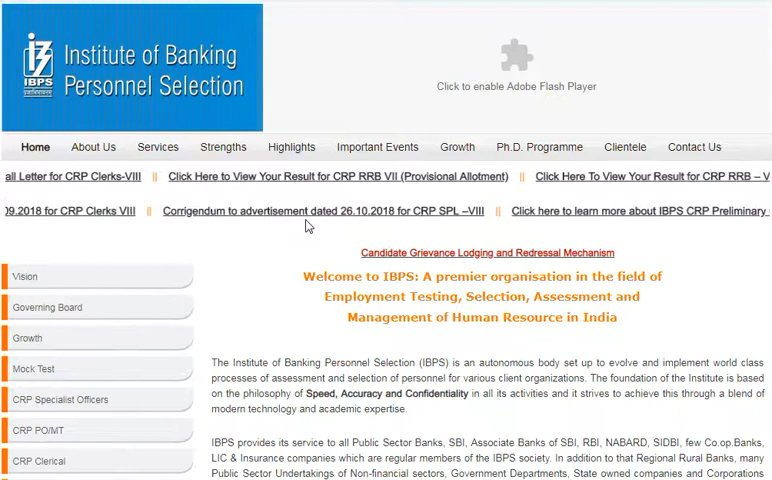 IBPS
Institute of Banking
Personnel Selection
Click to enable Adobe Flash Player
Home About Us Services Strengths Highlights Important Events Growth Ph.D. Programme Clientele Contact Us
all Letter for CRP Clerks-VIII || Click Here to View Your Result for CRP RRB VII (Provisional Allotment) || Click Here To View Your Result for CRP RRB – V
09.2018 for CRP Clerks VIII || Corrigendum to advertisement dated 26.10.2018 for CRP SPL –VIII || Click here to learn more about IBPS CRP Preliminary
Candidate Grievance Lodging and Redressal Mechanism
Welcome to IBPS: A premier organisation in the field of
Employment Testing, Selection, Assessment and
Management of Human Resource in India
Vision
Governing Board
Growth
Mock Test
CRP Specialist Officers
CRP PO/MT
CRP Clerical
The Institute of Banking Personnel Selection (IBPS) is an autonomous body set up to evolve and implement world class
processes of assessment and selection of personnel for various client organizations. The foundation of the Institute is based
on the philosophy of Speed, Accuracy and Confidentiality in all its activities and it strives to achieve this through a blend of
modern technology and academic expertise.
IBPS provides its service to all Public Sector Banks, SBI, Associate Banks of SBI, RBI, NABARD, SIDBI, few Co.op.Banks,
LIC & Insurance companies which are regular members of the IBPS society. In addition to that Regional Rural Banks, many
Public Sector Undertakings of Non-financial sectors, Government Departments, State owned companies and Corporations